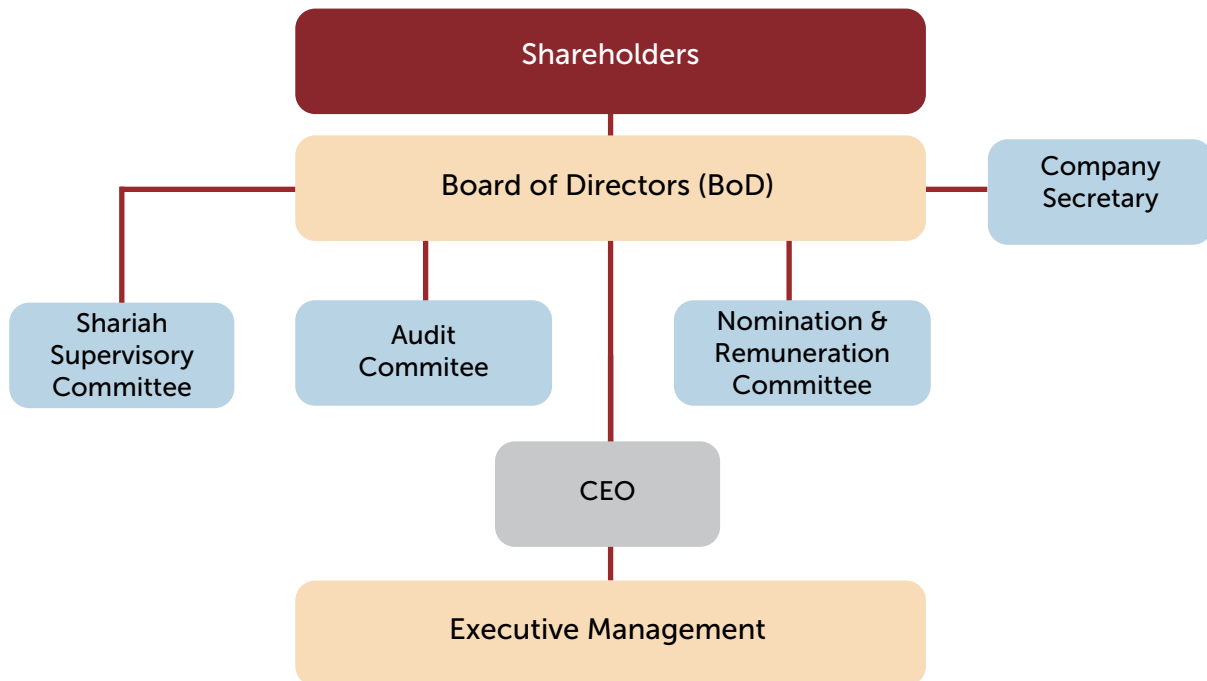 Shareholders
Board of Directors (BoD)
Company
Secretary
Shariah
Supervisory
Committee
Audit
Commitee
Nomination &
Remuneration
Committee
CEO
Executive Management